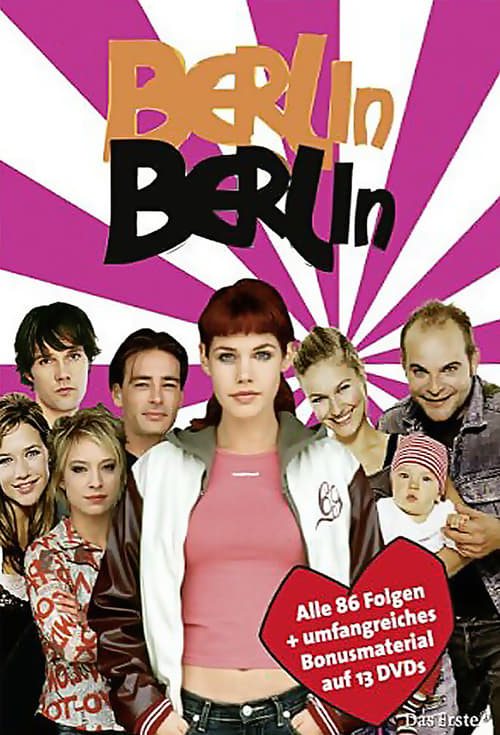 BERLIN
BERLIN
Alle 86 Folgen
+ umfangreiches
Bonusmaterial
auf 13 DVDs
Das Erste